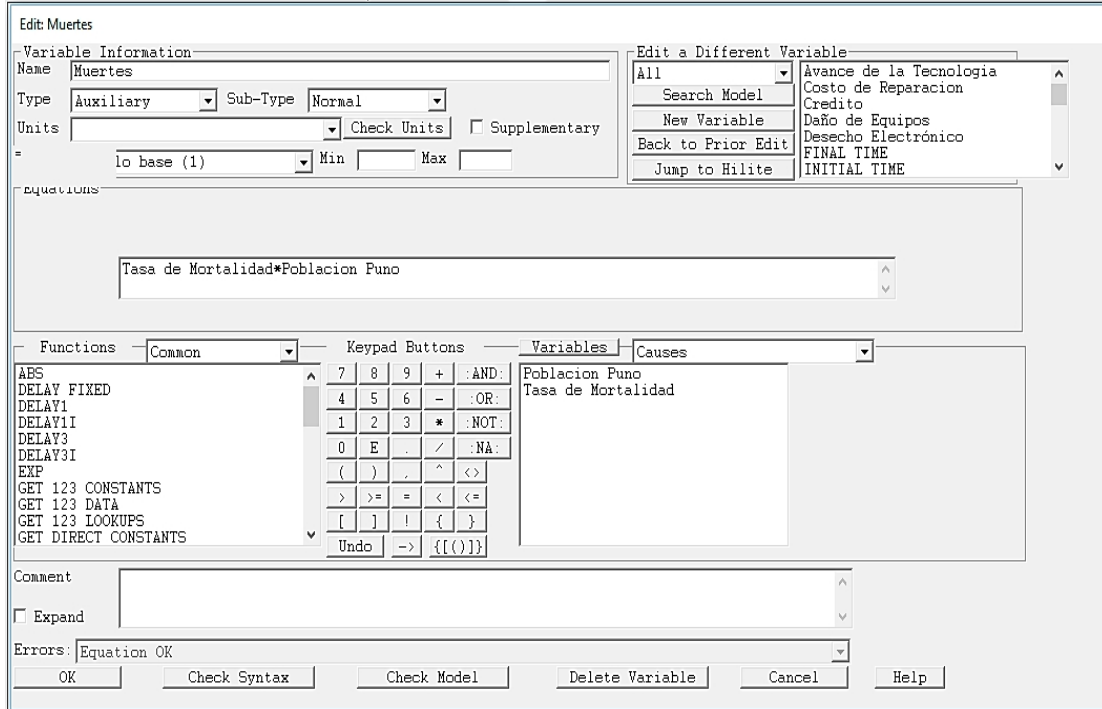 Edit: Muertes
Variable Information
Name Muertes
Type Auxiliary Sub-Type Normal
Units Check Units Supplementary
= lo base (1) Min Max
Edit a Different Variable
All
Search Model
New Variable
Back to Prior Edit
Jump to Hilite
Avance de la Tecnologia
Costo de Reparacion
Credito
Daño de Equipos
Desecho Electrónico
FINAL TIME
INITIAL TIME
Equations
Tasa de Mortalidad*Poblacion Puno
Functions Common
ABS
DELAY FIXED
DELAY1
DELAY1I
DELAY3
DELAY3I
EXP
GET 123 CONSTANTS
GET 123 DATA
GET 123 LOOKUPS
GET DIRECT CONSTANTS
Keypad Buttons
7 8 9 + :AND:
4 5 6 - :OR:
1 2 3 * :NOT:
0 E . / :NA:
( ) , ^ <>
> >= = < <=
[ ] ! { }
Undo -> {[()]}
Variables Causes
Poblacion Puno
Tasa de Mortalidad
Comment
Expand
Errors: Equation OK
OK Check Syntax Check Model Delete Variable Cancel Help